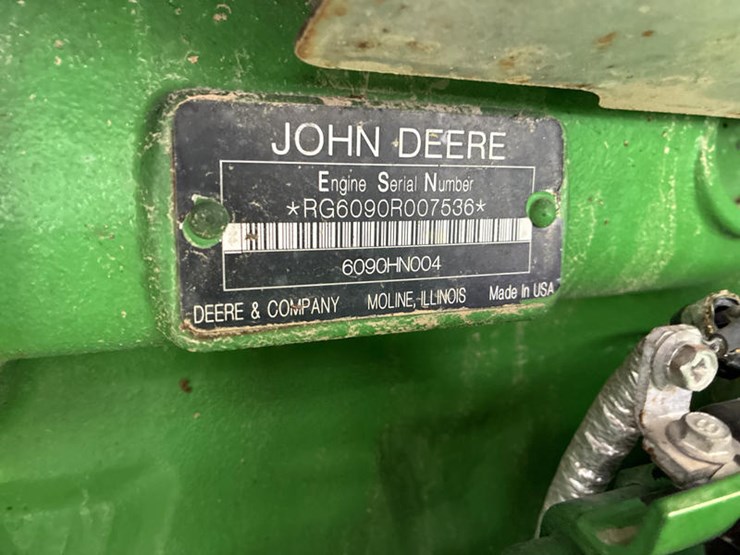 JOHN DEERE
Engine Serial Number
*RG6090R007536*
6090HN004
DEERE & COMPANY MOLINE, ILLINOIS Made In USA